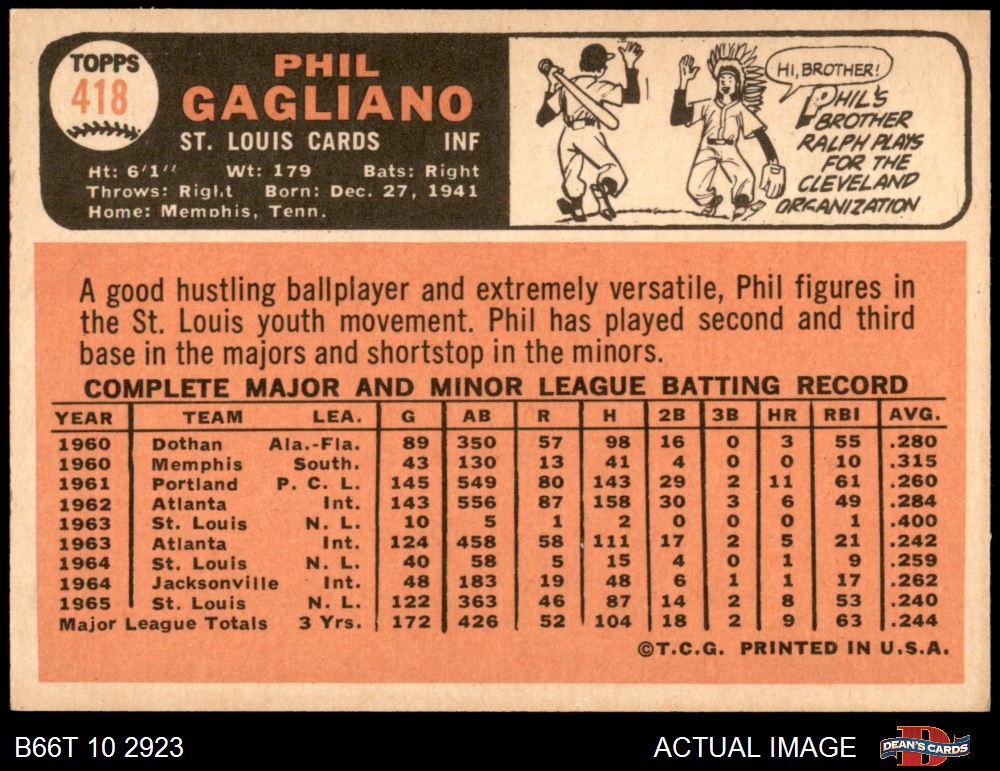 TOPPS
418
PHIL
GAGLIANO
ST. LOUIS CARDS INF
Ht: 6'1" Wt: 179 Bats: Right
Throws: Right Born: Dec. 27, 1941
Home: Memphis, Tenn.
HI, BROTHER!
PHIL'S
BROTHER
RALPH PLAYS
FOR THE
CLEVELAND
ORGANIZATION
A good hustling ballplayer and extremely versatile, Phil figures in
the St. Louis youth movement. Phil has played second and third
base in the majors and shortstop in the minors.
COMPLETE MAJOR AND MINOR LEAGUE BATTING RECORD
YEAR TEAM LEA. G AB R H 2B 3B HR RBI AVG.
1960 Dothan Ala.-Fla. 89 350 57 98 16 0 3 55 .280
1960 Memphis South. 43 130 13 41 4 0 0 10 .315
1961 Portland P. C. L. 145 549 80 143 29 2 11 61 .260
1962 Atlanta Int. 143 556 87 158 30 3 6 49 .284
1963 St. Louis N. L. 10 5 1 2 0 0 0 1 .400
1963 Atlanta Int. 124 458 58 111 17 2 5 21 .242
1964 St. Louis N. L. 40 58 5 15 4 0 1 9 .259
1964 Jacksonville Int. 48 183 19 48 6 1 1 17 .262
1965 St. Louis N. L. 122 363 46 87 14 2 8 53 .240
Major League Totals 3 Yrs. 172 426 52 104 18 2 9 63 .244
©T.C.G. PRINTED IN U.S.A.
B66T 10 2923 ACTUAL IMAGE DEAN'S CARDS